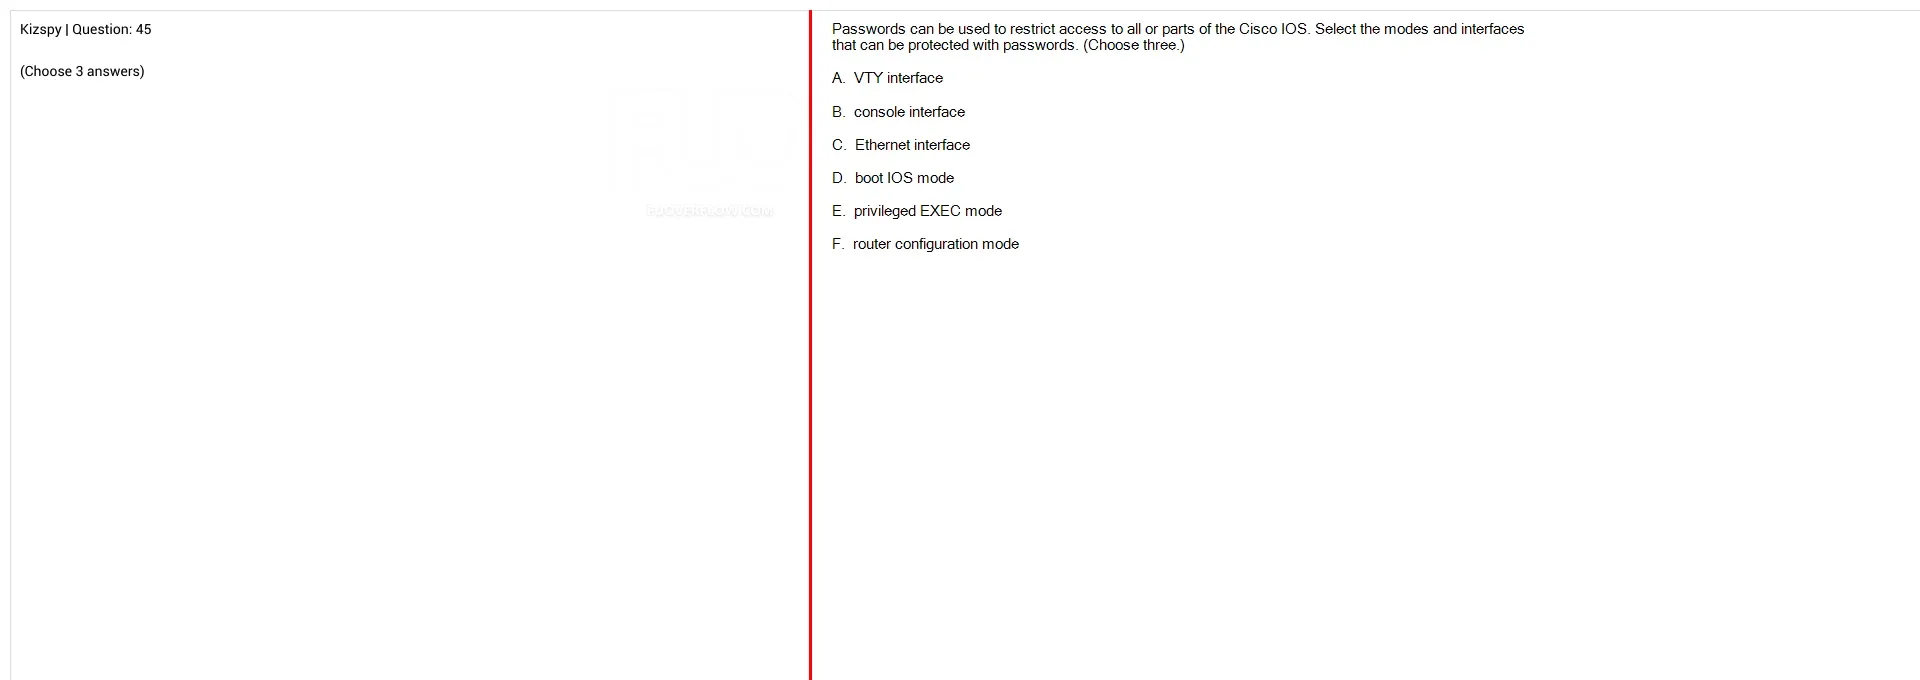 Kizspy | Question: 45
(Choose 3 answers)
FUOVERFLOW.COM
Passwords can be used to restrict access to all or parts of the Cisco IOS. Select the modes and interfaces
that can be protected with passwords. (Choose three.)
A. VTY interface
B. console interface
C. Ethernet interface
D. boot IOS mode
E. privileged EXEC mode
F. router configuration mode